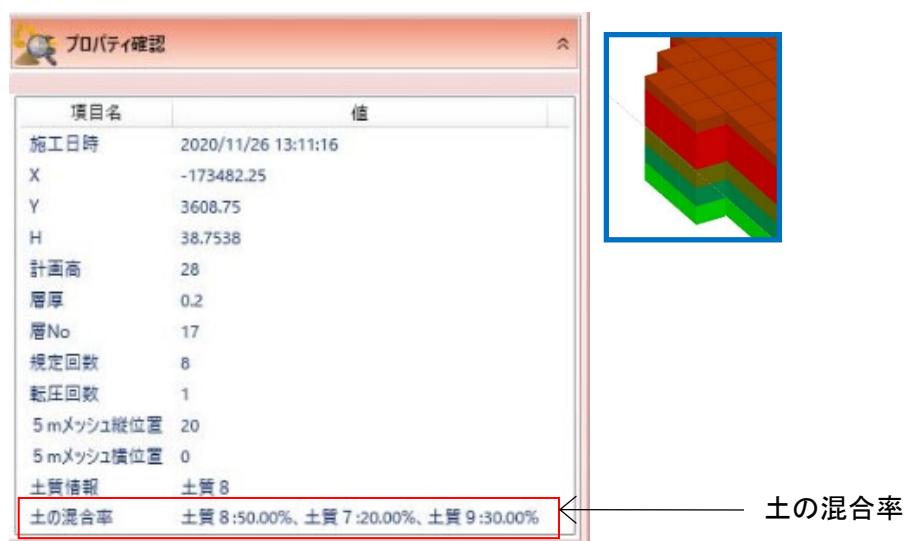 プロパティ確認
項目名 値
施工日時 2020/11/26 13:11:16
X -173482.25
Y 3608.75
H 38.7538
計画高 28
層厚 0.2
層No 17
規定回数 8
転圧回数 1
5mメッシュ縦位置 20
5mメッシュ横位置 0
土質情報 土質8
土の混合率 土質8:50.00%、土質7:20.00%、土質9:30.00%
土の混合率